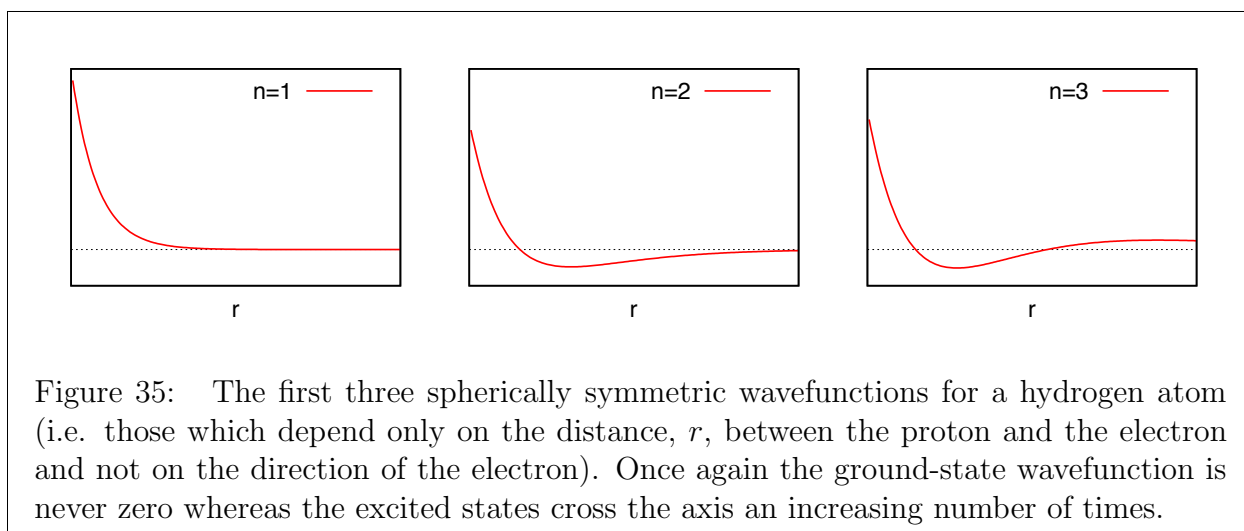 n=1 n=2 n=3
r r r
Figure 35: The first three spherically symmetric wavefunctions for a hydrogen atom
(i.e. those which depend only on the distance, r, between the proton and the electron
and not on the direction of the electron). Once again the ground-state wavefunction is
never zero whereas the excited states cross the axis an increasing number of times.